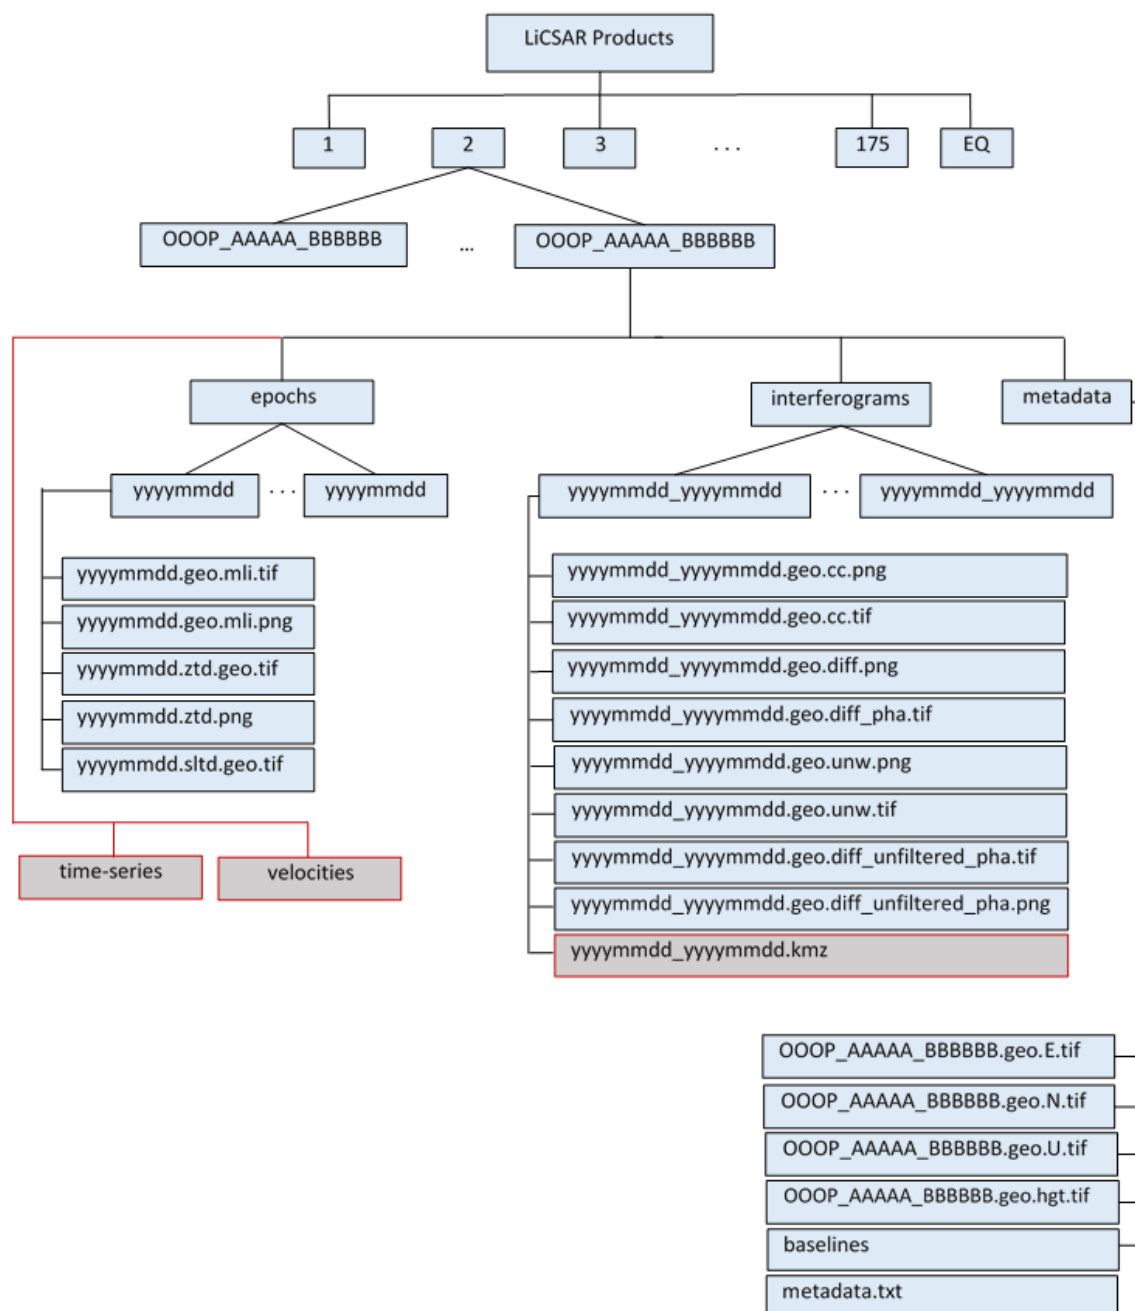 LiCSAR Products
1
2
3
...
175
EQ
OOOP_AAAAA_BBBBBB
...
OOOP_AAAAA_BBBBBB
epochs
interferograms
metadata
yyyymmdd
...
yyyymmdd
yyyymmdd_yyyymmdd
...
yyyymmdd_yyyymmdd
yyyymmdd.geo.mli.tif
yyyymmdd.geo.mli.png
yyyymmdd.ztd.geo.tif
yyyymmdd.ztd.png
yyyymmdd.sltd.geo.tif
time-series
velocities
yyyymmdd_yyyymmdd.geo.cc.png
yyyymmdd_yyyymmdd.geo.cc.tif
yyyymmdd_yyyymmdd.geo.diff.png
yyyymmdd_yyyymmdd.geo.diff_pha.tif
yyyymmdd_yyyymmdd.geo.unw.png
yyyymmdd_yyyymmdd.geo.unw.tif
yyyymmdd_yyyymmdd.geo.diff_unfiltered_pha.tif
yyyymmdd_yyyymmdd.geo.diff_unfiltered_pha.png
yyyymmdd_yyyymmdd.kmz
OOOP_AAAAA_BBBBBB.geo.E.tif
OOOP_AAAAA_BBBBBB.geo.N.tif
OOOP_AAAAA_BBBBBB.geo.U.tif
OOOP_AAAAA_BBBBBB.geo.hgt.tif
baselines
metadata.txt